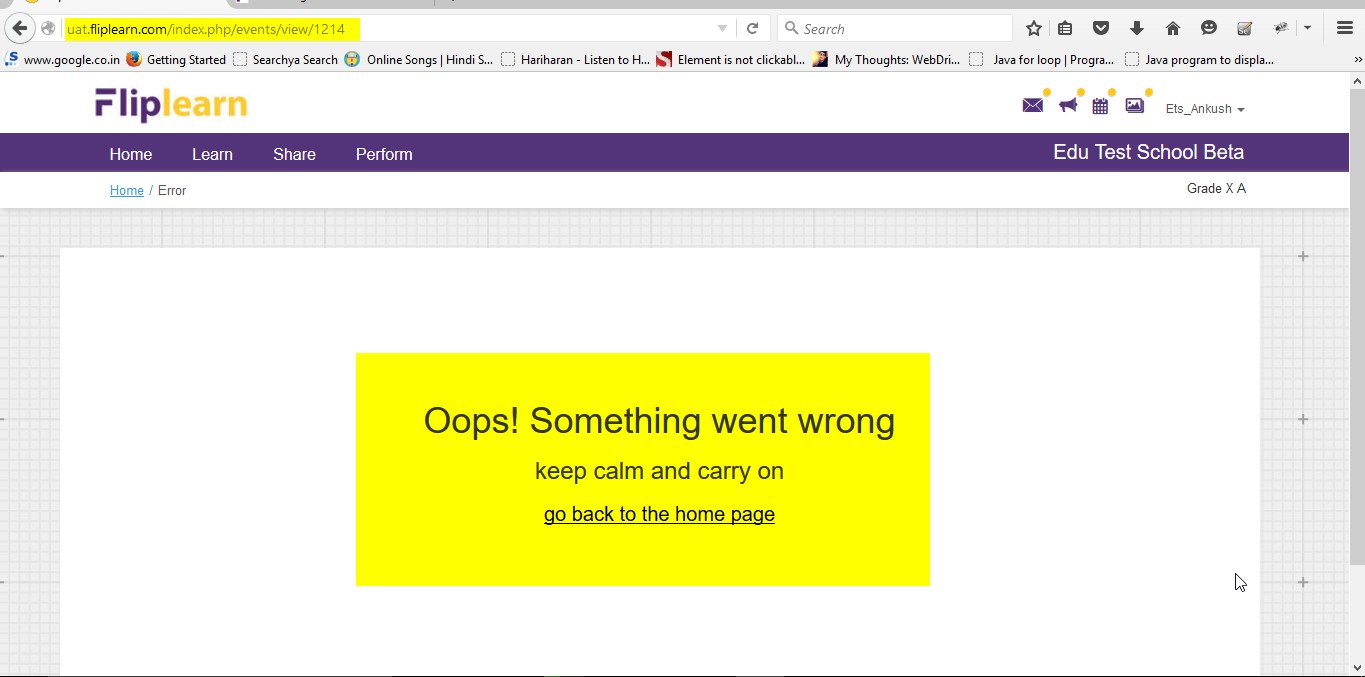 uat.fliplearn.com/index.php/events/view/1214
Search
www.google.co.in Getting Started Searchya Search Online Songs | Hindi S... Hariharan - Listen to H... Element is not clickabl... My Thoughts: WebDri... Java for loop | Progra... Java program to displa...
Fliplearn
Ets_Ankush
Home Learn Share Perform Edu Test School Beta
Home / Error Grade X A
Oops! Something went wrong
keep calm and carry on
go back to the home page